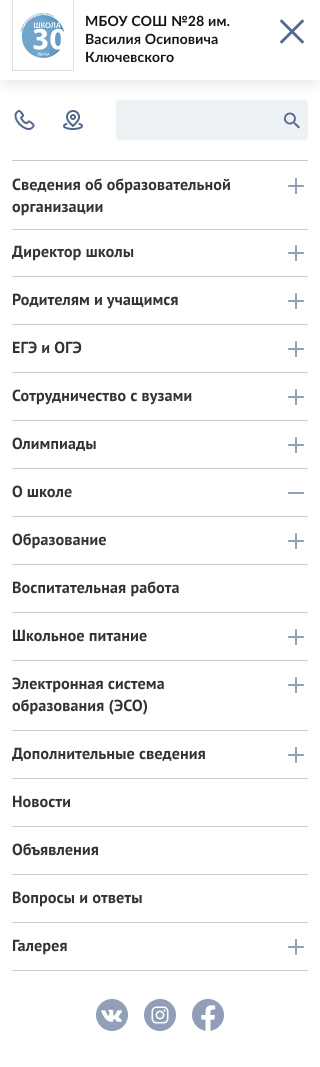 ШКОЛА
30
МБОУ СОШ №28 им.
Василия Осиповича
Ключевского
Сведения об образовательной
организации
Директор школы
Родителям и учащимся
ЕГЭ и ОГЭ
Сотрудничество с вузами
Олимпиады
О школе
Образование
Воспитательная работа
Школьное питание
Электронная система
образования (ЭСО)
Дополнительные сведения
Новости
Объявления
Вопросы и ответы
Галерея